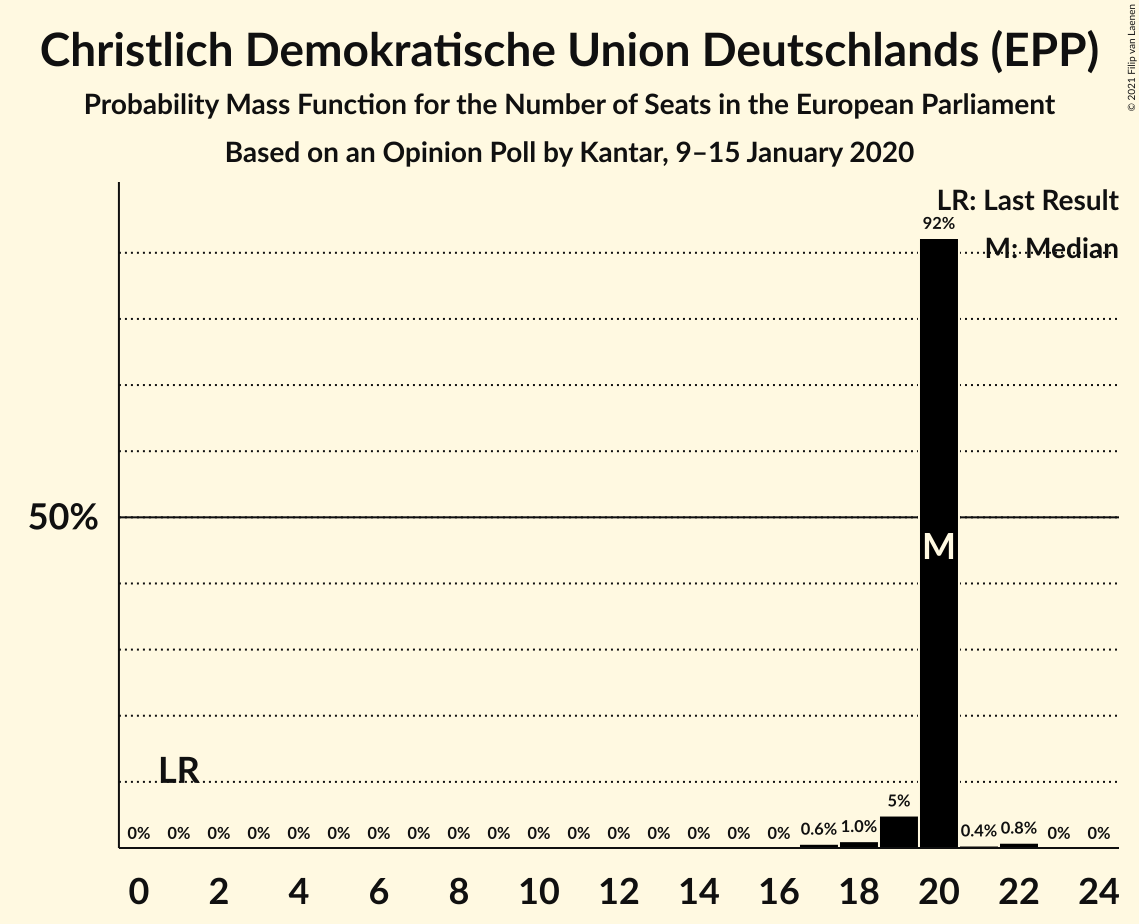 Christlich Demokratische Union Deutschlands (EPP)
Probability Mass Function for the Number of Seats in the European Parliament
Based on an Opinion Poll by Kantar, 9–15 January 2020
© 2021 Filip van Laenen
LR: Last Result
92%
M: Median
50%
M
LR
5%
0% 0% 0% 0% 0% 0% 0% 0% 0% 0% 0% 0% 0% 0% 0% 0% 0% 0.6% 1.0% 0.4% 0.8% 0% 0%
0 2 4 6 8 10 12 14 16 18 20 22 24